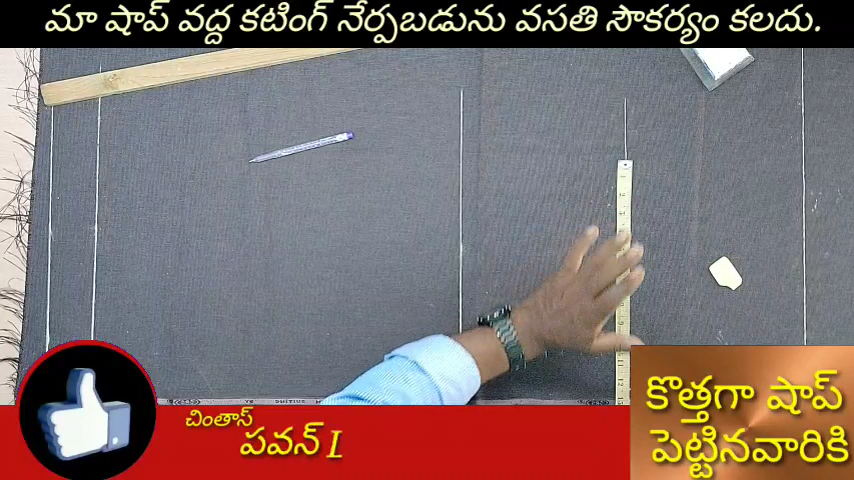 మా షాప్ వద్ద కటింగ్ నేర్పబడును వసతి సౌకర్యం కలదు.
చింతాస్
పవన్ L
కొత్తగా షాప్
పెట్టినవారికి